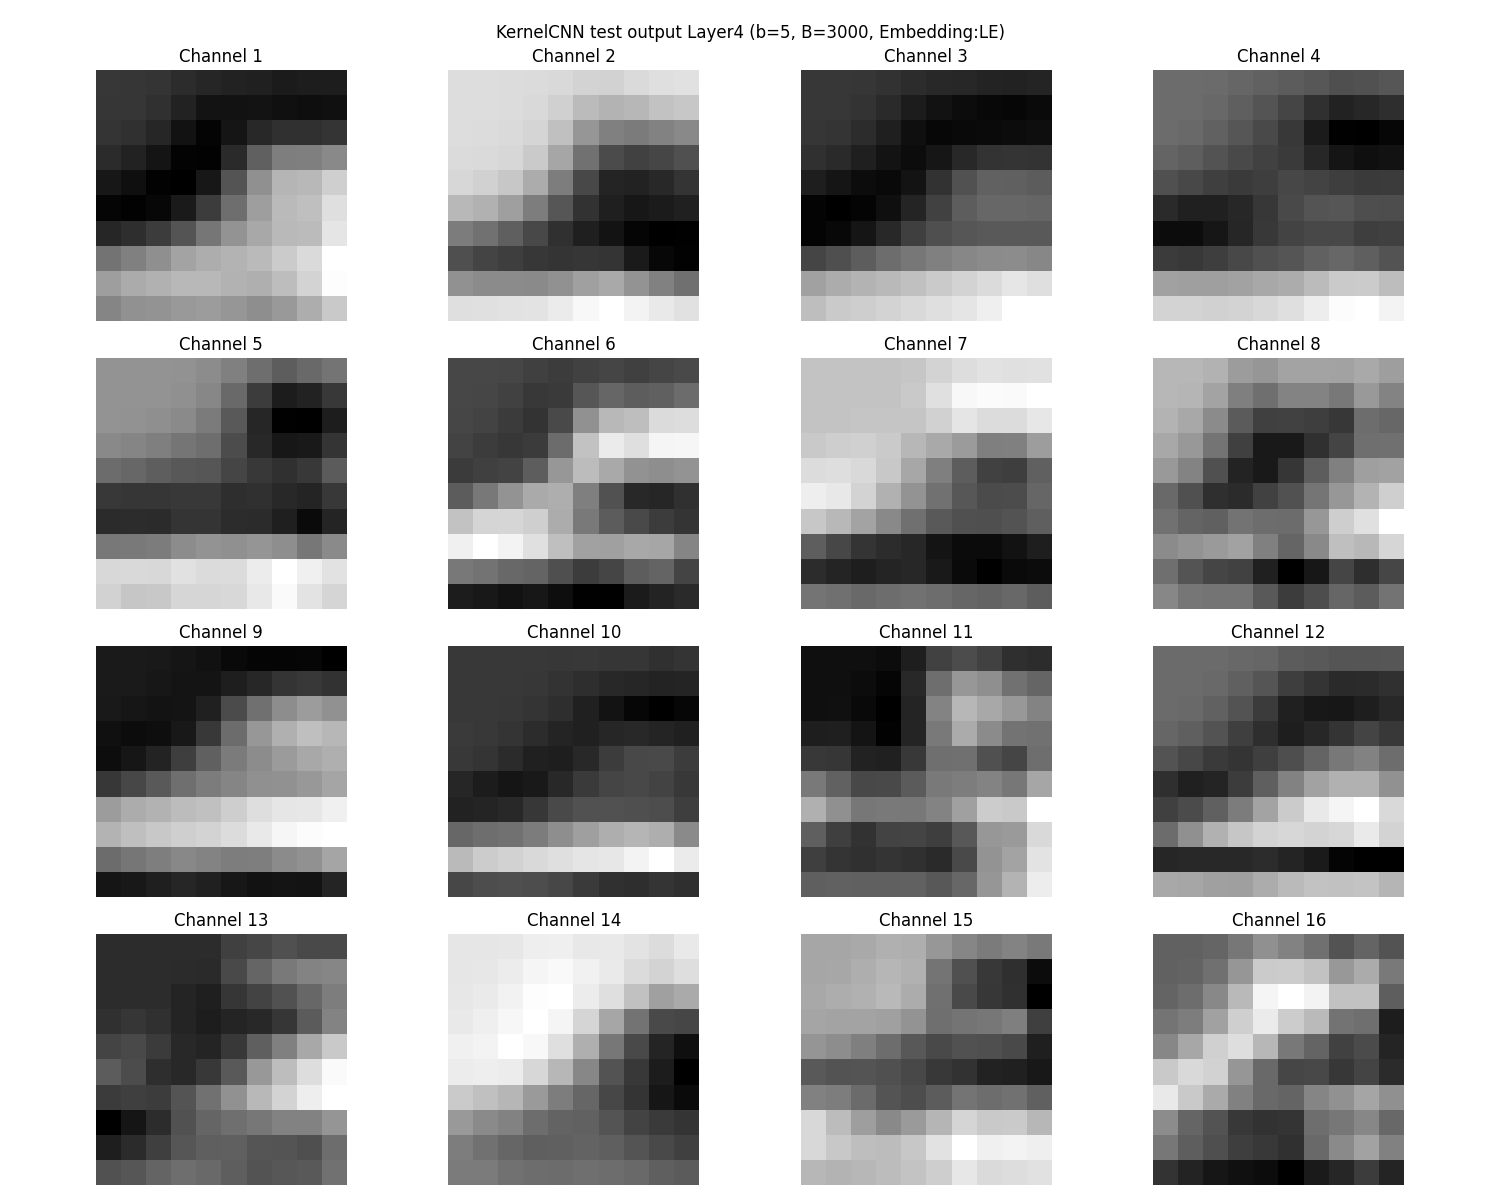 KernelCNN test output Layer4 (b=5, B=3000, Embedding:LE)
Channel 1
Channel 2
Channel 3
Channel 4
Channel 5
Channel 6
Channel 7
Channel 8
Channel 9
Channel 10
Channel 11
Channel 12
Channel 13
Channel 14
Channel 15
Channel 16